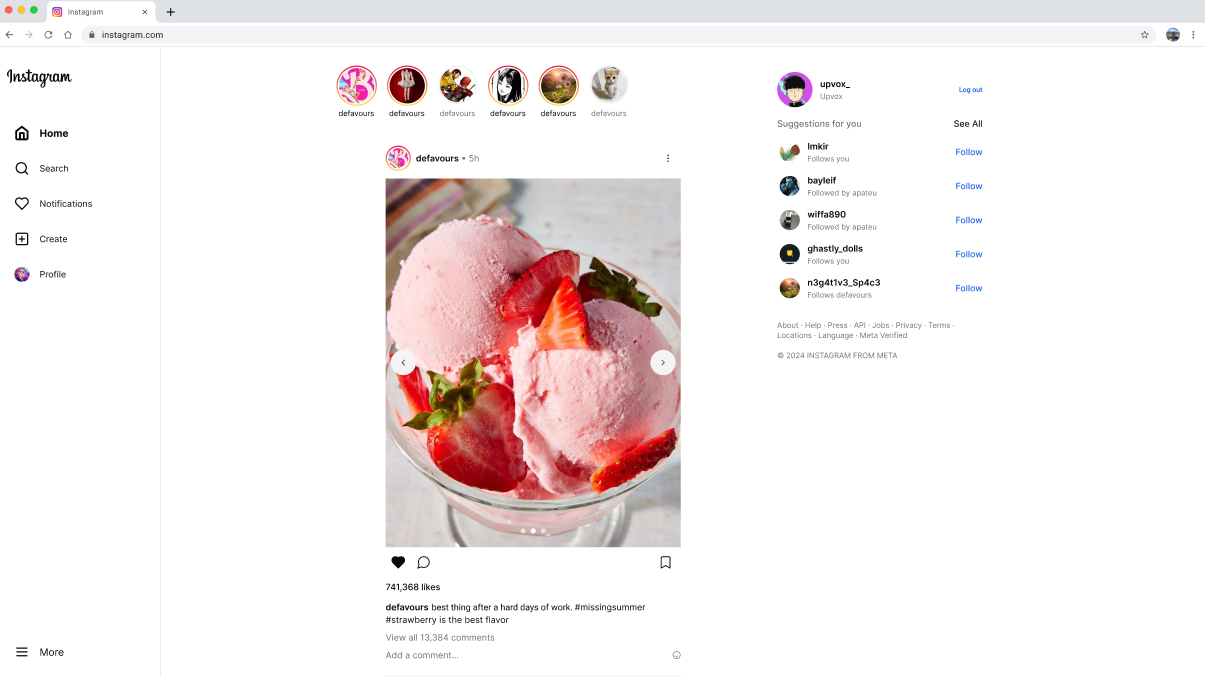 Instagram
instagram.com
Instagram
Home
Search
Notifications
Create
Profile
More
defavours defavours defavours defavours defavours defavours
defavours • 5h
741,368 likes
defavours best thing after a hard days of work. #missingsummer
#strawberry is the best flavor
View all 13,384 comments
Add a comment...
upvox_
Upvox
Log out
Suggestions for you See All
lmkir
Follows you
Follow
bayleif
Followed by apateu
Follow
wiffa890
Followed by apateu
Follow
ghastly_dolls
Follows you
Follow
n3g4t1v3_Sp4c3
Follows defavours
Follow
About · Help · Press · API · Jobs · Privacy · Terms ·
Locations · Language · Meta Verified
© 2024 INSTAGRAM FROM META